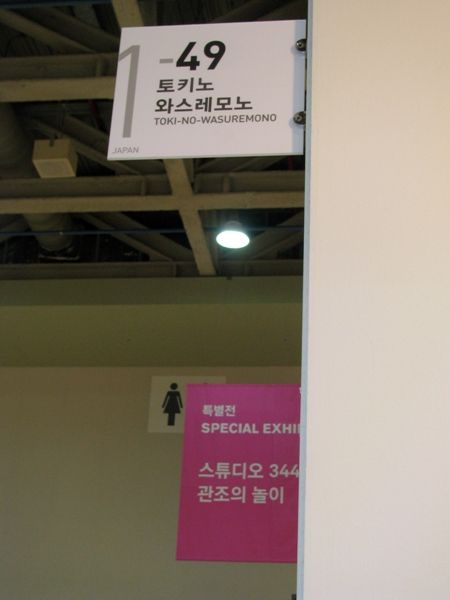 1-49
토키노
와스레모노
TOKI-NO-WASUREMONO
JAPAN
특별전
SPECIAL EXHI
스튜디오 344
관조의 놀이